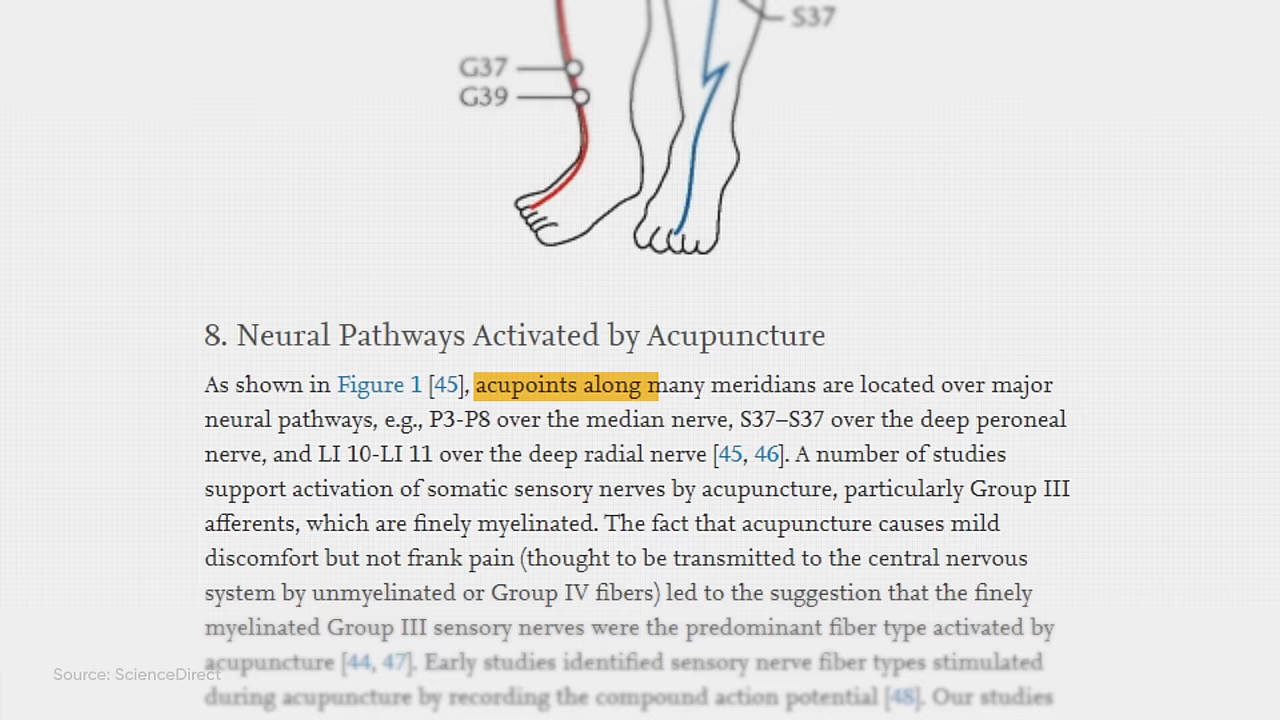 S37
G37
G39
8. Neural Pathways Activated by Acupuncture
As shown in Figure 1 [45], acupoints along many meridians are located over major
neural pathways, e.g., P3-P8 over the median nerve, S37–S37 over the deep peroneal
nerve, and LI 10-LI 11 over the deep radial nerve [45, 46]. A number of studies
support activation of somatic sensory nerves by acupuncture, particularly Group III
afferents, which are finely myelinated. The fact that acupuncture causes mild
discomfort but not frank pain (thought to be transmitted to the central nervous
system by unmyelinated or Group IV fibers) led to the suggestion that the finely
myelinated Group III sensory nerves were the predominant fiber type activated by
acupuncture [44, 47]. Early studies identified sensory nerve fiber types stimulated
Source: ScienceDirect
during acupuncture by recording the compound action potential [48]. Our studies